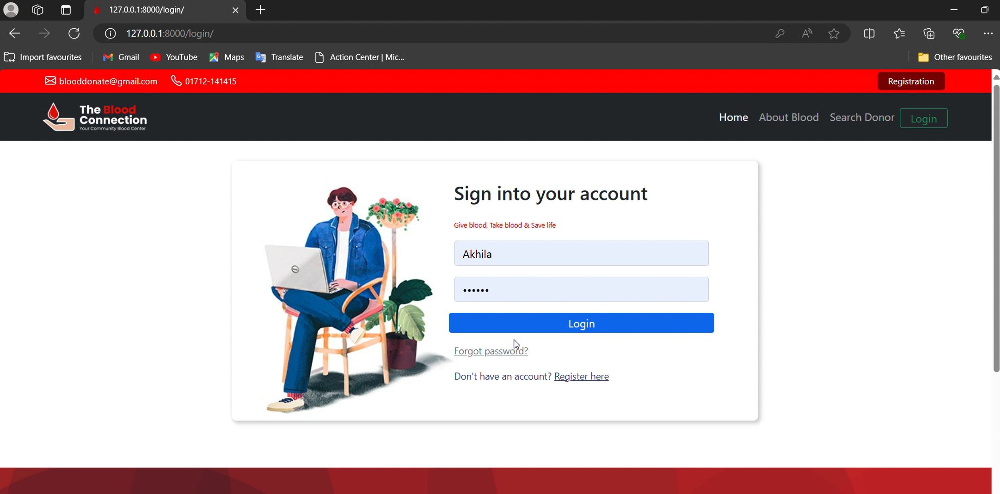 127.0.0.1:8000/login/
127.0.0.1:8000/login/
Import favourites Gmail YouTube Maps Translate Action Center | Mic... Other favourites
blooddonate@gmail.com 01712-141415 Registration
The Blood
Connection
Your Community Blood Center
Home About Blood Search Donor Login
Sign into your account
Give blood, Take blood & Save life
Akhila
••••••
Login
Forgot password?
Don't have an account? Register here
DELL